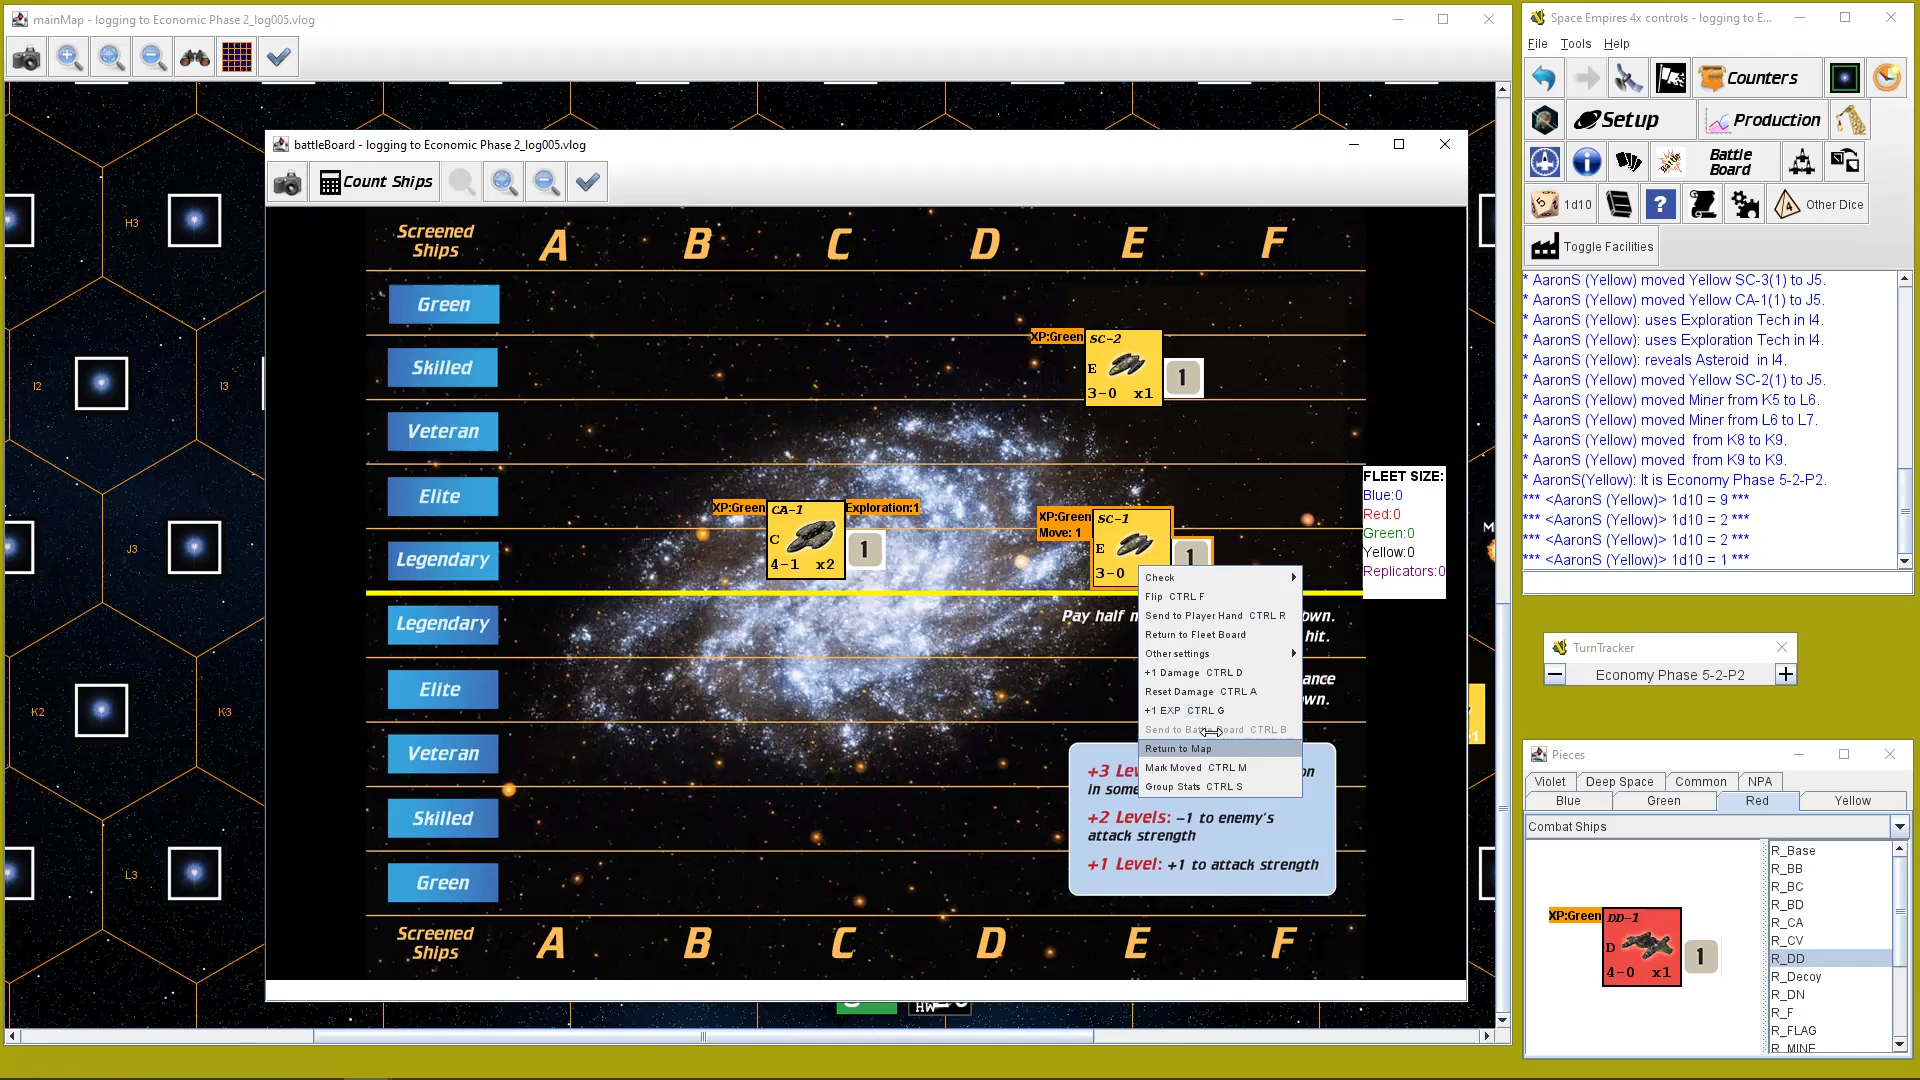 mainMap - logging to Economic Phase 2_log005.vlog
H3
I2
I3
J3
K2
K3
L3
battleBoard - logging to Economic Phase 2_log005.vlog
Count Ships
Screened Ships
A B C D E F
Green
Skilled
Veteran
Elite
Legendary
Legendary
Elite
Veteran
Skilled
Green
Screened Ships
A B C D E F
XP:Green
SC-2
E
3-0 x1
1
XP:Green
CA-1
Exploration:1
C
4-1 x2
1
XP:Green
Move: 1
SC-1
E
3-0
1
FLEET SIZE:
Blue:0
Red:0
Green:0
Yellow:0
Replicators:0
Pay half
hit.
Check
Flip CTRL F
Send to Player Hand CTRL R
Return to Fleet Board
Other settings
+1 Damage CTRL D
Reset Damage CTRL A
+1 EXP CTRL G
Send to Battle Board CTRL B
Return to Map
Mark Moved CTRL M
Group Stats CTRL S
+3
in some
+2 Levels: -1 to enemy's
attack strength
+1 Level: +1 to attack strength
HW
Space Empires 4x controls - logging to E...
File Tools Help
Counters
Setup
Production
Battle Board
1d10
Other Dice
Toggle Facilities
* AaronS (Yellow) moved Yellow SC-3(1) to J5.
* AaronS (Yellow) moved Yellow CA-1(1) to J5.
* AaronS (Yellow): uses Exploration Tech in I4.
* AaronS (Yellow): uses Exploration Tech in I4.
* AaronS (Yellow): reveals Asteroid  in I4.
* AaronS (Yellow) moved Yellow SC-2(1) to J5.
* AaronS (Yellow) moved Miner from K5 to L6.
* AaronS (Yellow) moved Miner from L6 to L7.
* AaronS (Yellow) moved  from K8 to K9.
* AaronS (Yellow) moved  from K9 to K9.
* AaronS(Yellow): It is Economy Phase 5-2-P2.
*** <AaronS (Yellow)> 1d10 = 9 ***
*** <AaronS (Yellow)> 1d10 = 2 ***
*** <AaronS (Yellow)> 1d10 = 2 ***
*** <AaronS (Yellow)> 1d10 = 1 ***
TurnTracker
Economy Phase 5-2-P2
Pieces
Violet Deep Space Common NPA
Blue Green Red Yellow
Combat Ships
XP:Green
DD-1
D
4-0 x1
1
R_Base
R_BB
R_BC
R_BD
R_CA
R_CV
R_DD
R_Decoy
R_DN
R_F
R_FLAG
R_MINE